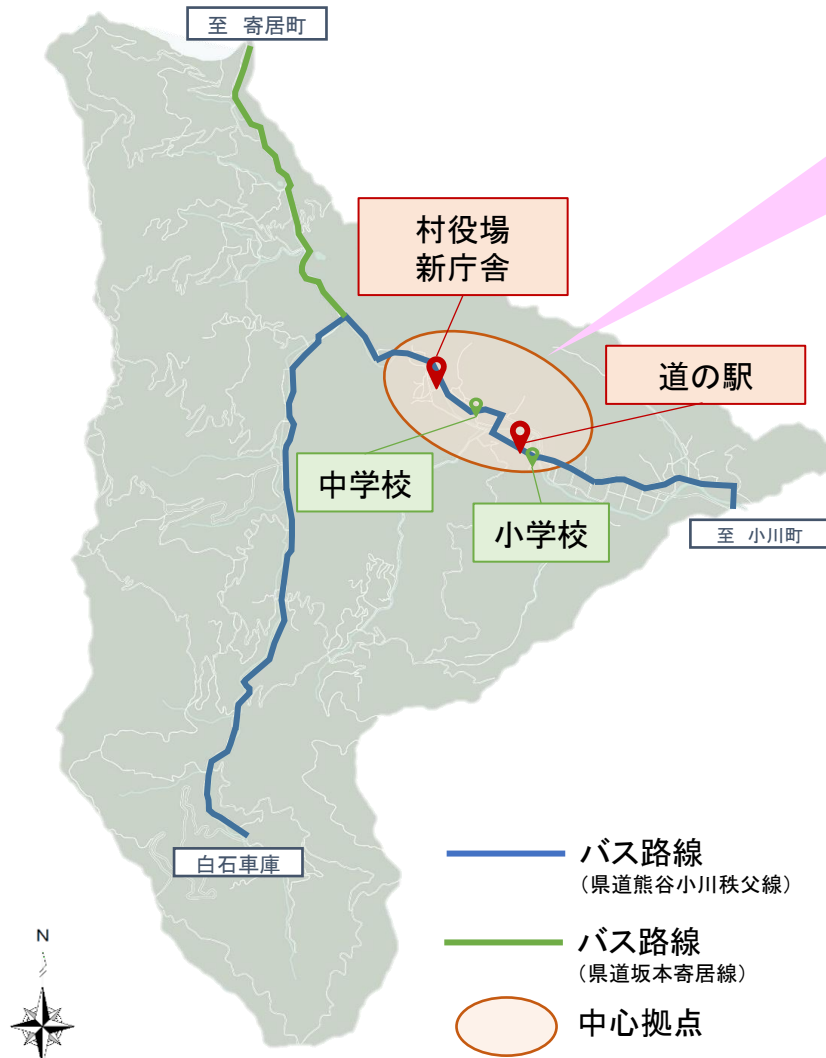 至 寄居町
村役場
新庁舎
道の駅
中学校
小学校
至 小川町
白石車庫
バス路線
(県道熊谷小川秩父線)
バス路線
(県道坂本寄居線)
中心拠点
N